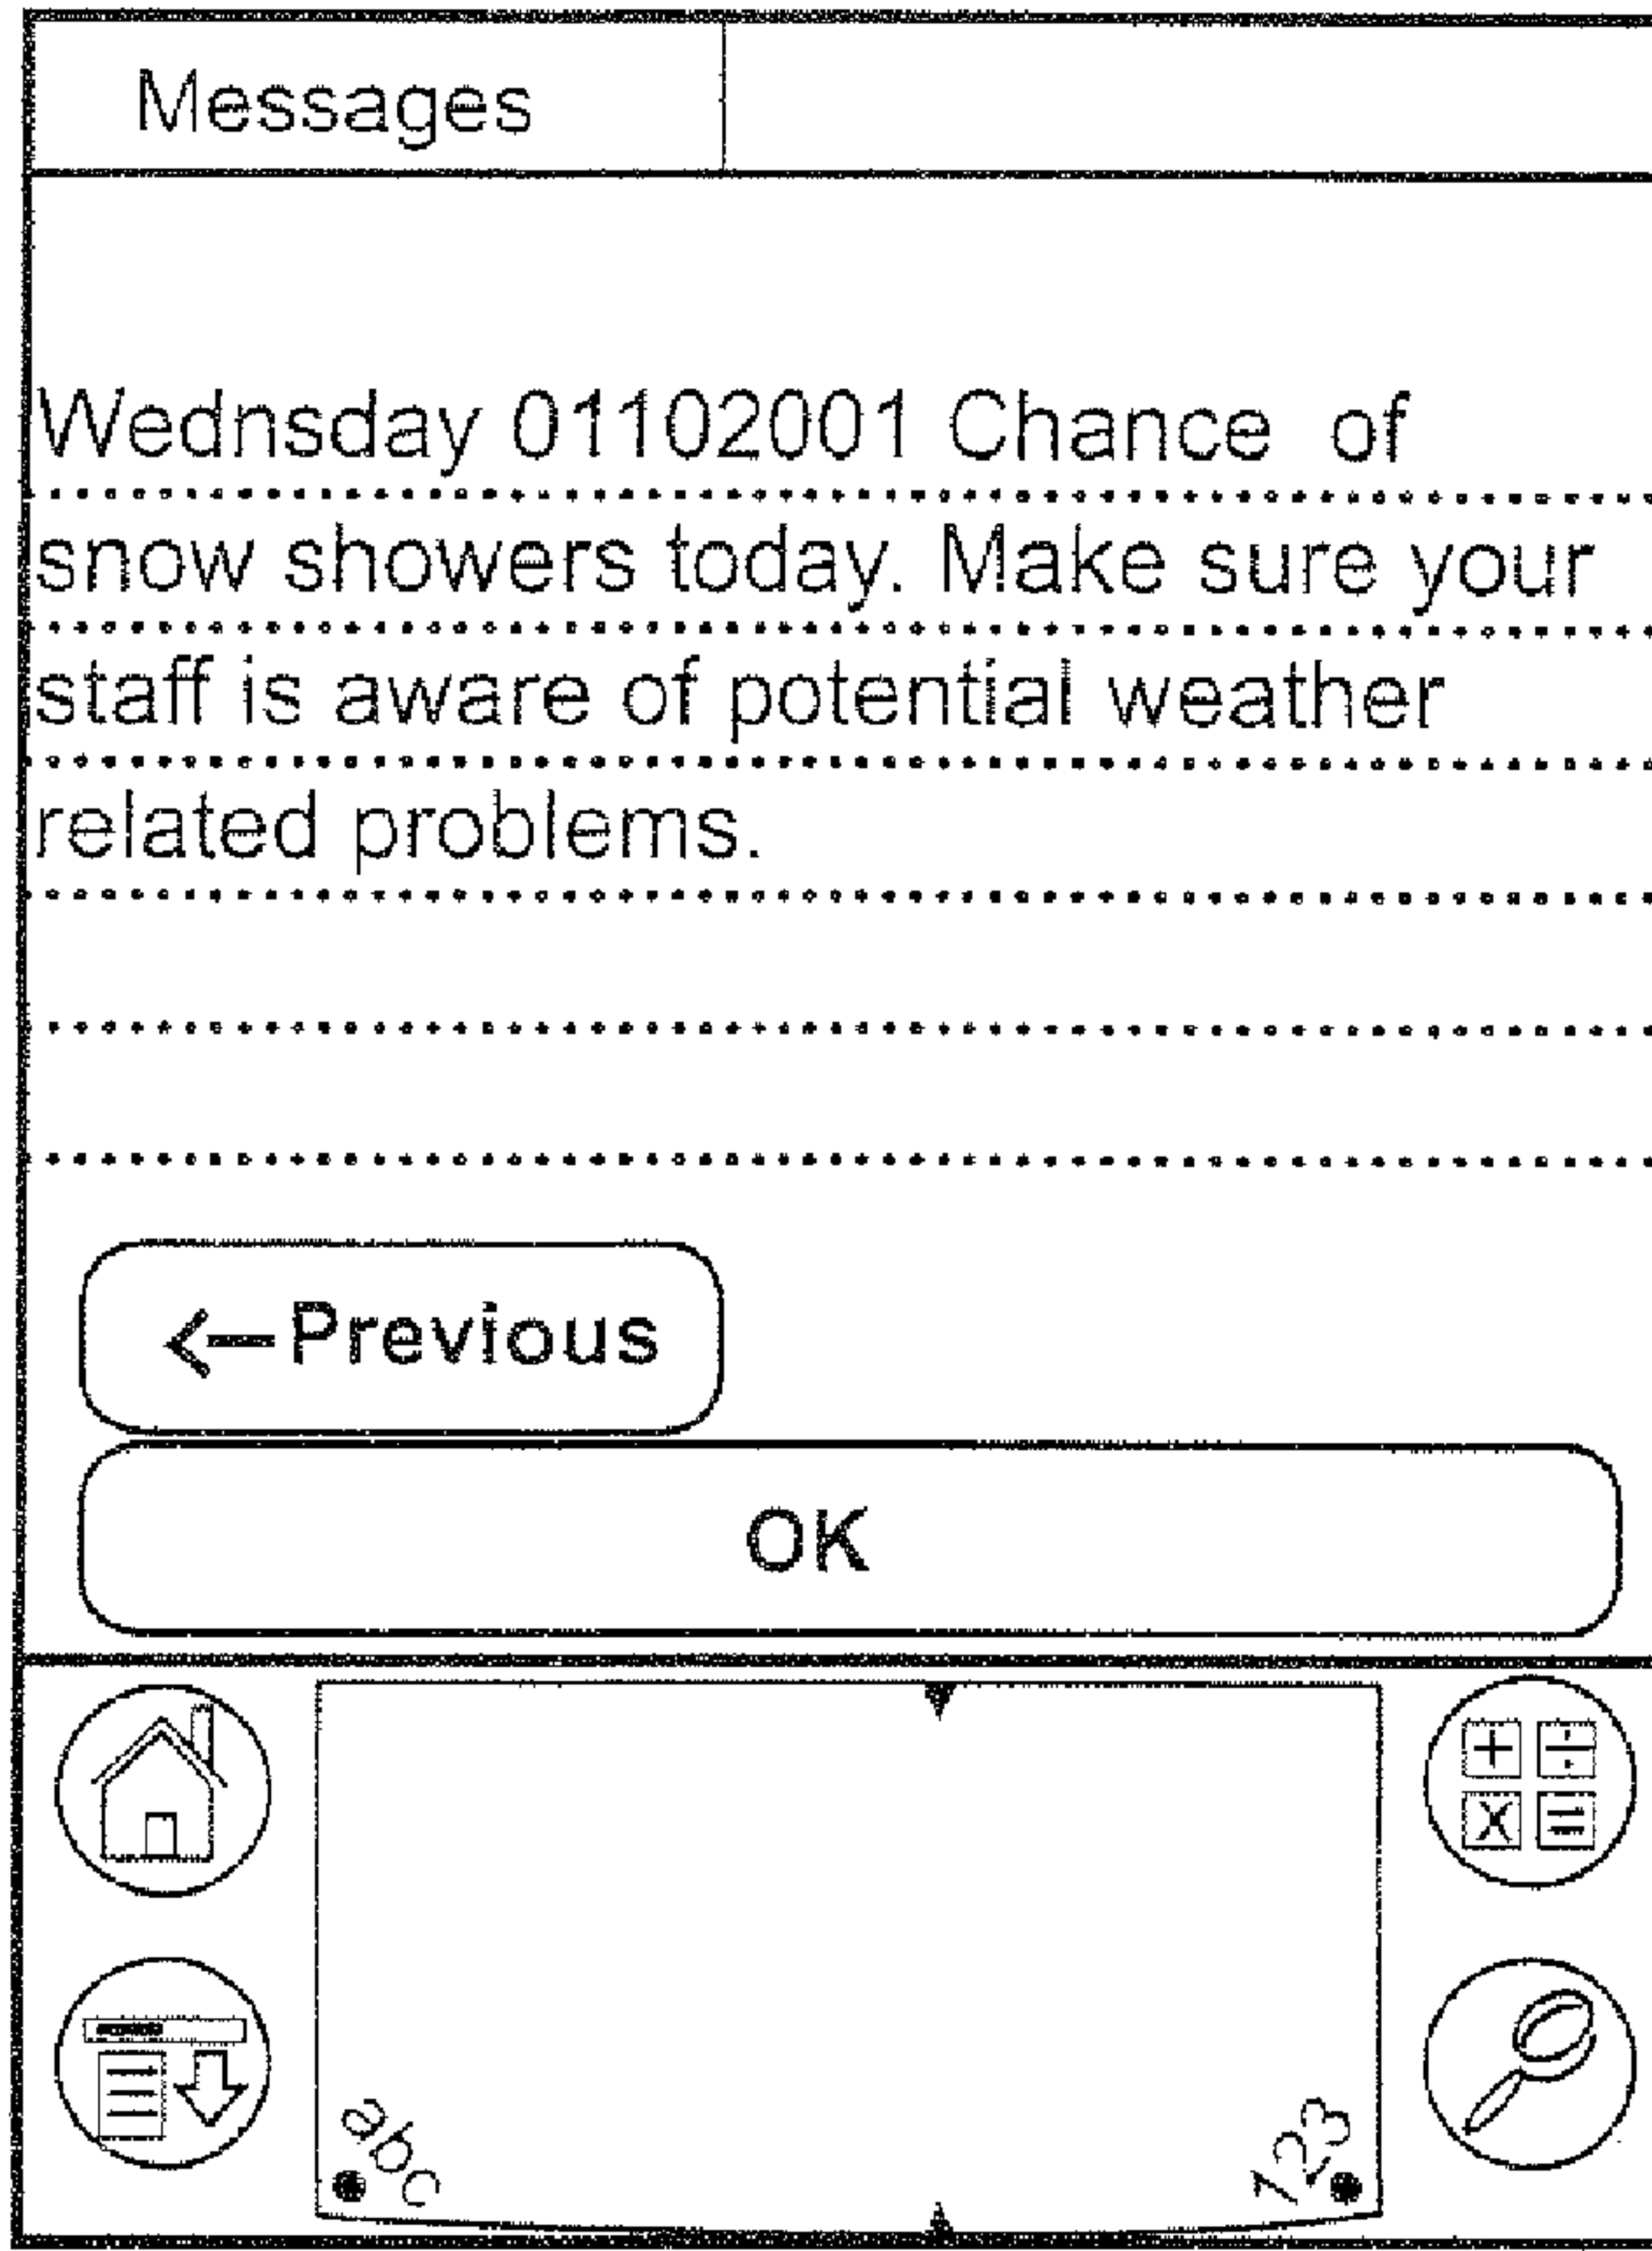 Messages
Wednsday 01102001 Chance  of
snow showers today. Make sure your
staff is aware of potential weather
related problems.
←Previous
OK
+ ÷
x =
abc
123